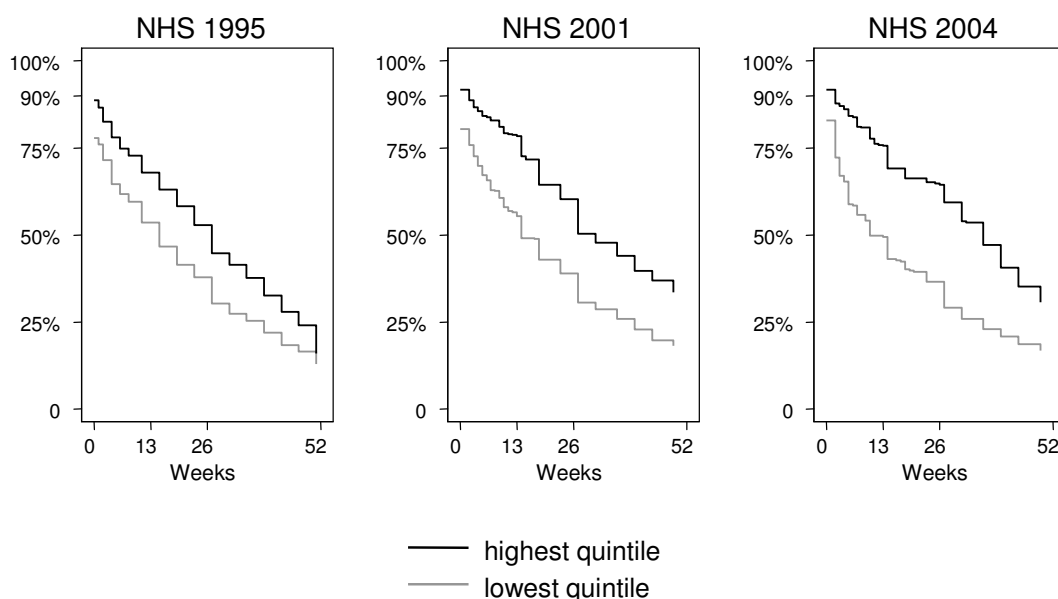 NHS 1995
100%
90%
75%
50%
25%
0
0 13 26 52
Weeks
NHS 2001
100%
90%
75%
50%
25%
0
0 13 26 52
Weeks
NHS 2004
100%
90%
75%
50%
25%
0
0 13 26 52
Weeks
highest quintile
lowest quintile